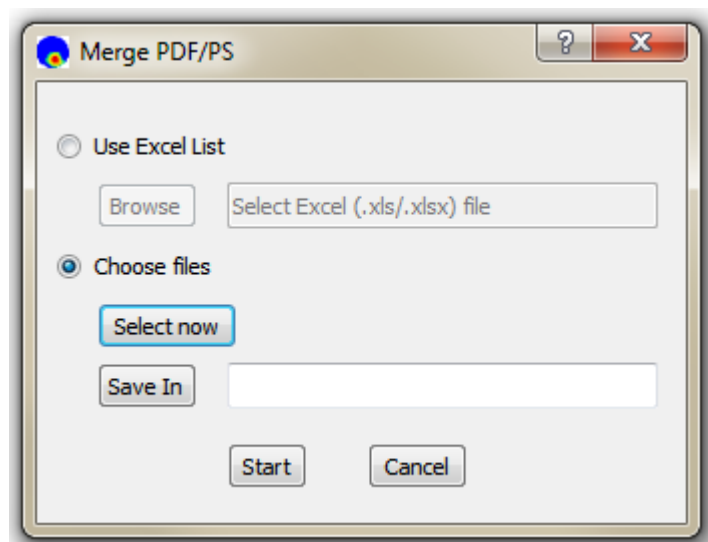 Merge PDF/PS
?
Use Excel List
Browse Select Excel (.xls/.xlsx) file
Choose files
Select now
Save In
Start Cancel